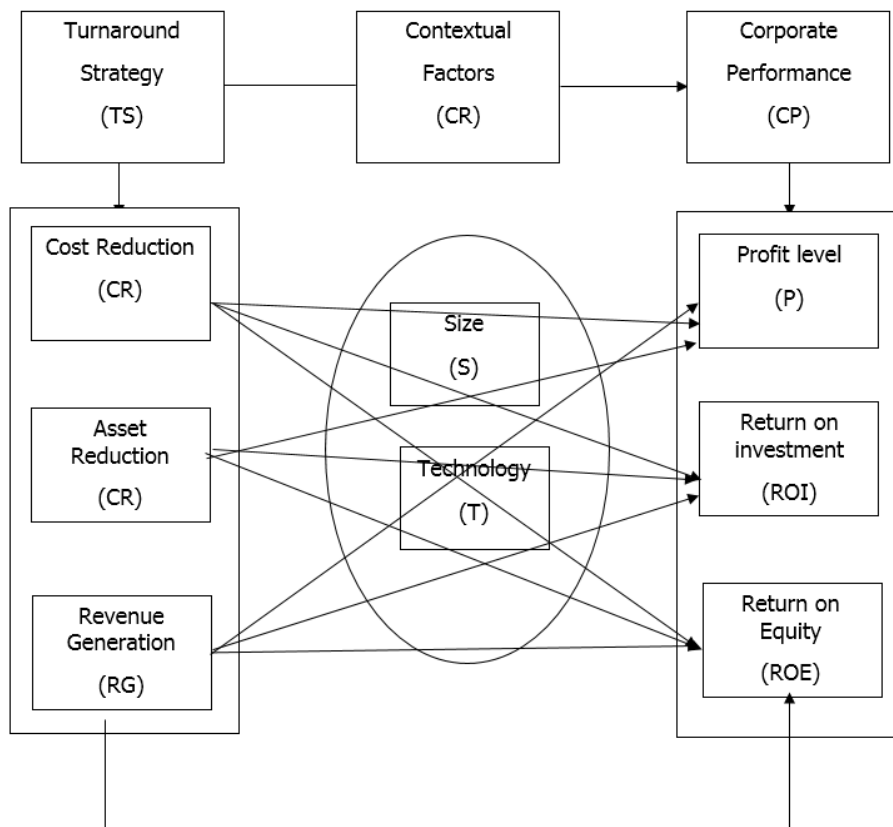 Turnaround
Strategy
(TS)
Contextual
Factors
(CR)
Corporate
Performance
(CP)
Cost Reduction
(CR)
Asset
Reduction
(CR)
Revenue
Generation
(RG)
Size
(S)
Technology
(T)
Profit level
(P)
Return on
investment
(ROI)
Return on
Equity
(ROE)